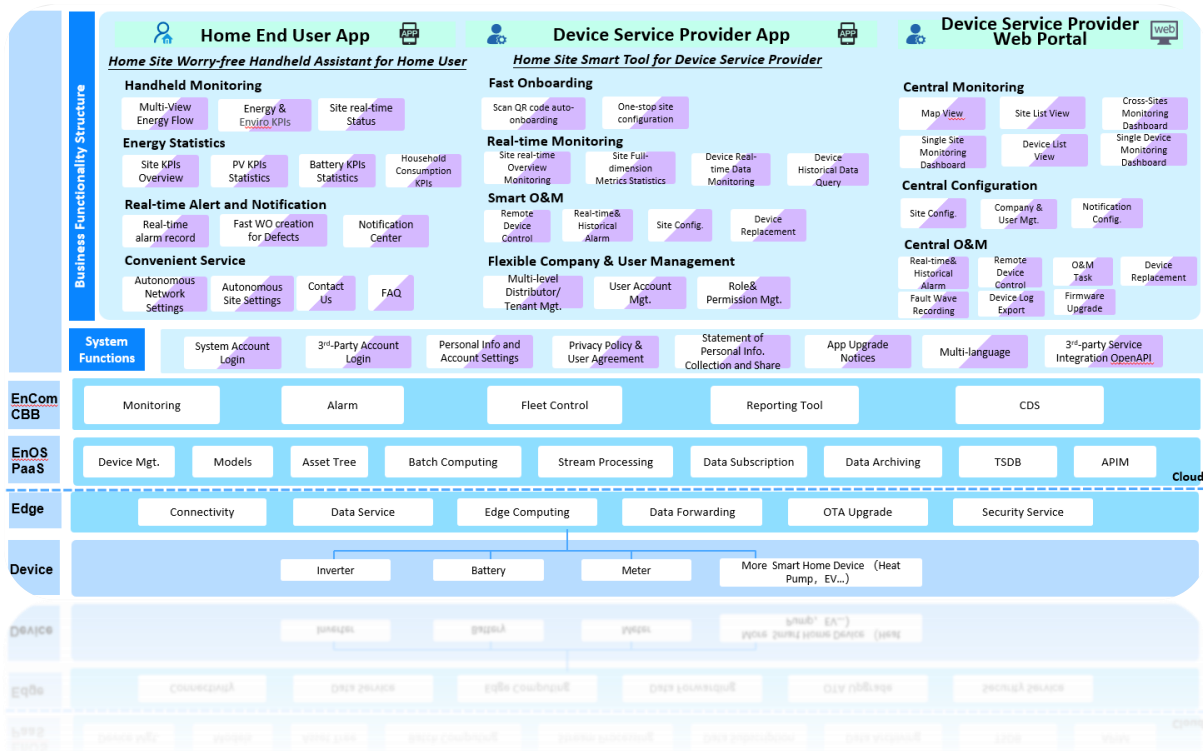 Business Functionality Structure
Home End User App
APP
Home Site Worry-free Handheld Assistant for Home User
Handheld Monitoring
Multi-View
Energy Flow
Energy &
Enviro KPIs
Site real-time
Status
Energy Statistics
Site KPIs
Overview
PV KPIs
Statistics
Battery KPIs
Statistics
Household
Consumption
KPIs
Real-time Alert and Notification
Real-time
alarm record
Fast WO creation
for Defects
Notification
Center
Convenient Service
Autonomous
Network
Settings
Autonomous
Site Settings
Contact
Us
FAQ
Device Service Provider App
APP
Home Site Smart Tool for Device Service Provider
Fast Onboarding
Scan QR code auto-
onboarding
One-stop site
configuration
Real-time Monitoring
Site real-time
Overview
Monitoring
Site Full-
dimension
Metrics Statistics
Device Real-
time Data
Monitoring
Device
Historical Data
Query
Smart O&M
Remote
Device
Control
Real-time&
Historical
Alarm
Site Config.
Device
Replacement
Flexible Company & User Management
Multi-level
Distributor/
Tenant Mgt.
User Account
Mgt.
Role&
Permission Mgt.
Device Service Provider
Web Portal
web
Central Monitoring
Map View
Site List View
Cross-Sites
Monitoring
Dashboard
Single Site
Monitoring
Dashboard
Device List
View
Single Device
Monitoring
Dashboard
Central Configuration
Site Config.
Company &
User Mgt.
Notification
Config.
Central O&M
Real-time&
Historical
Alarm
Remote
Device
Control
O&M
Task
Device
Replacement
Fault Wave
Recording
Device Log
Export
Firmware
Upgrade
System
Functions
System Account
Login
3rd-Party Account
Login
Personal Info and
Account Settings
Privacy Policy &
User Agreement
Statement of
Personal Info.
Collection and Share
App Upgrade
Notices
Multi-language
3rd-party Service
Integration OpenAPI
EnCom
CBB
Monitoring
Alarm
Fleet Control
Reporting Tool
CDS
EnOS
PaaS
Device Mgt.
Models
Asset Tree
Batch Computing
Stream Processing
Data Subscription
Data Archiving
TSDB
APIM
Cloud
Edge
Connectivity
Data Service
Edge Computing
Data Forwarding
OTA Upgrade
Security Service
Device
Inverter
Battery
Meter
More Smart Home Device （Heat
Pump，EV…）